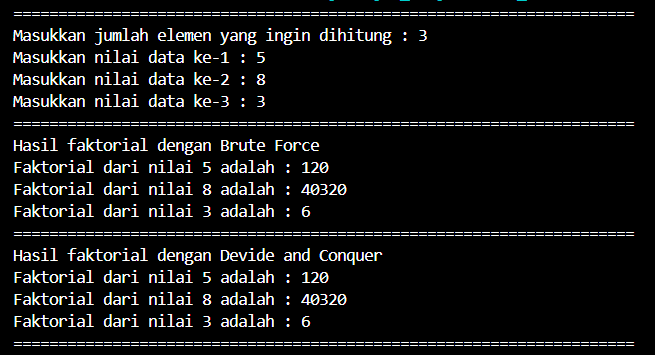 ======================================================================
Masukkan jumlah elemen yang ingin dihitung : 3
Masukkan nilai data ke-1 : 5
Masukkan nilai data ke-2 : 8
Masukkan nilai data ke-3 : 3
======================================================================
Hasil faktorial dengan Brute Force
Faktorial dari nilai 5 adalah : 120
Faktorial dari nilai 8 adalah : 40320
Faktorial dari nilai 3 adalah : 6
======================================================================
Hasil faktorial dengan Devide and Conquer
Faktorial dari nilai 5 adalah : 120
Faktorial dari nilai 8 adalah : 40320
Faktorial dari nilai 3 adalah : 6
======================================================================